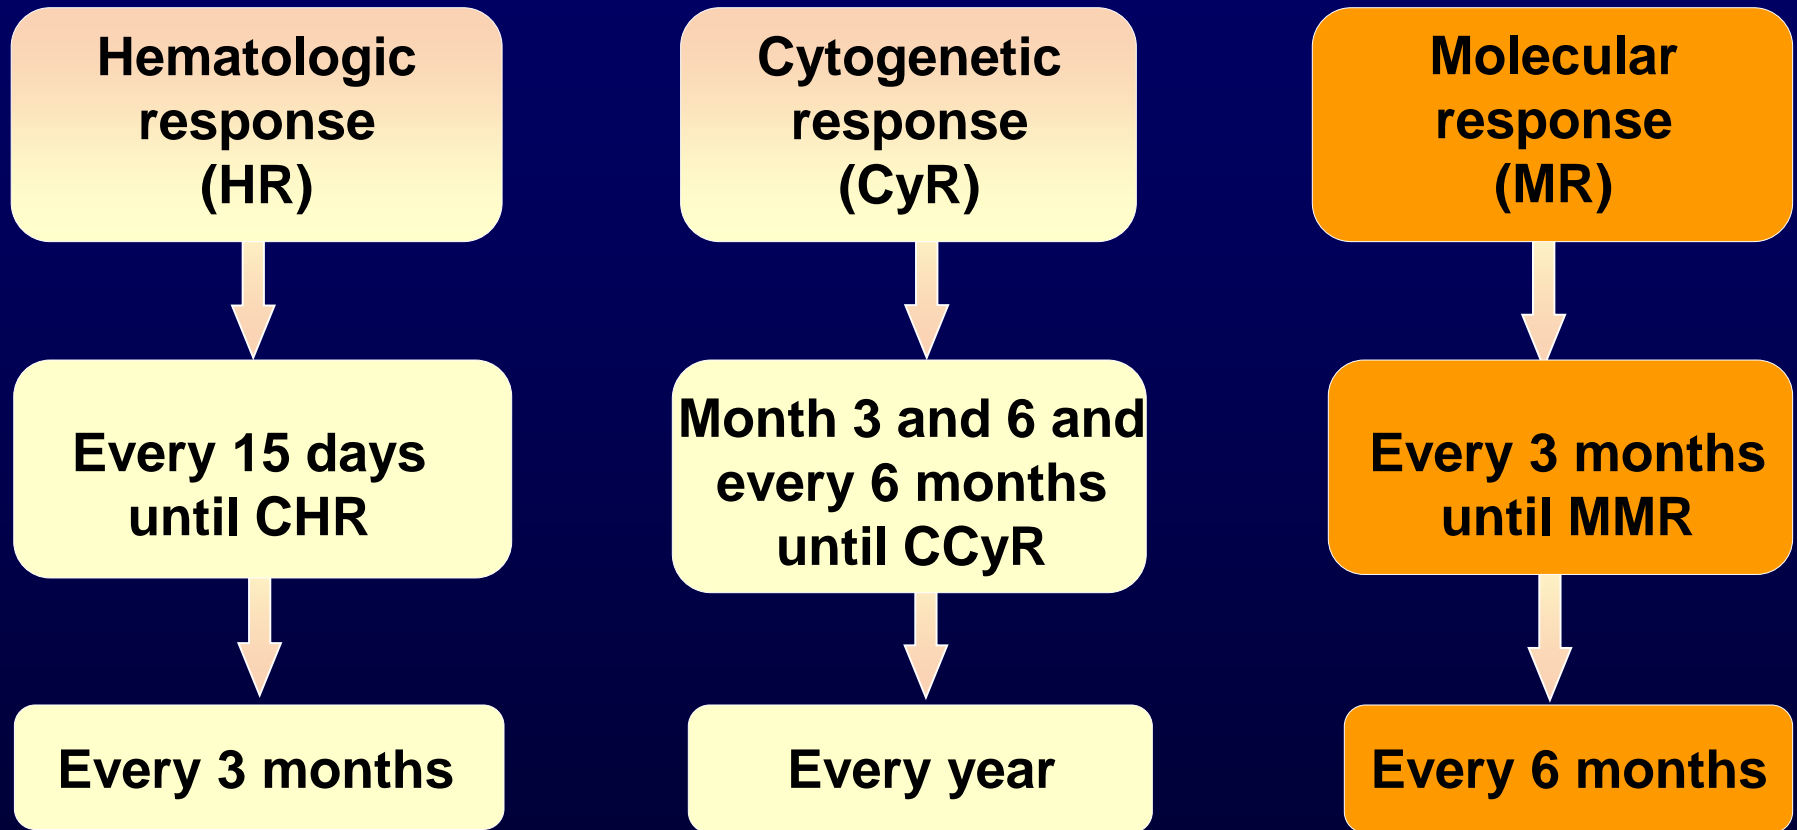 Hematologic
response
(HR)
Cytogenetic
response
(CyR)
Molecular
response
(MR)
Every 15 days
until CHR
Month 3 and 6 and
every 6 months
until CCyR
Every 3 months
until MMR
Every 3 months
Every year
Every 6 months